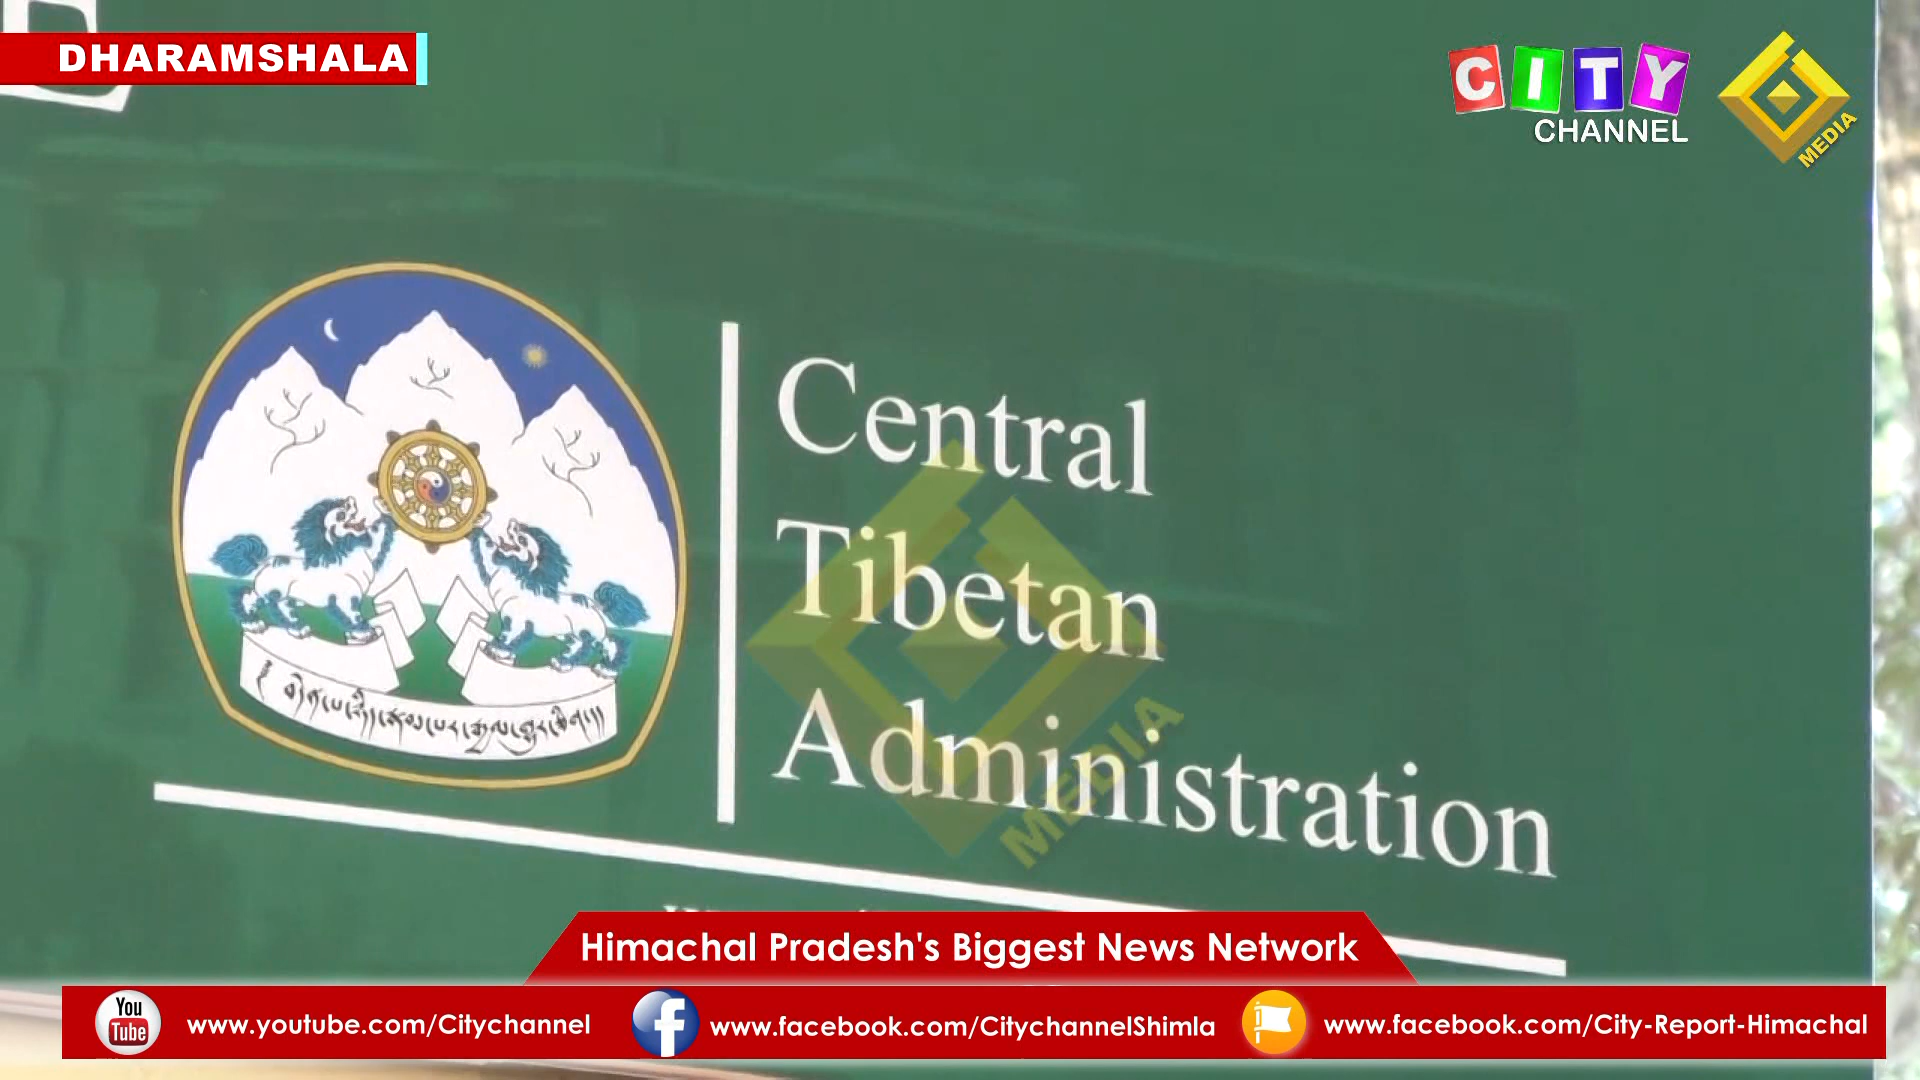 DHARAMSHALA
CITY
CHANNEL
MEDIA
Central
Tibetan
Administration
MEDIA
Himachal Pradesh's Biggest News Network
You
Tube
www.youtube.com/Citychannel
www.facebook.com/CitychannelShimla
www.facebook.com/City-Report-Himachal